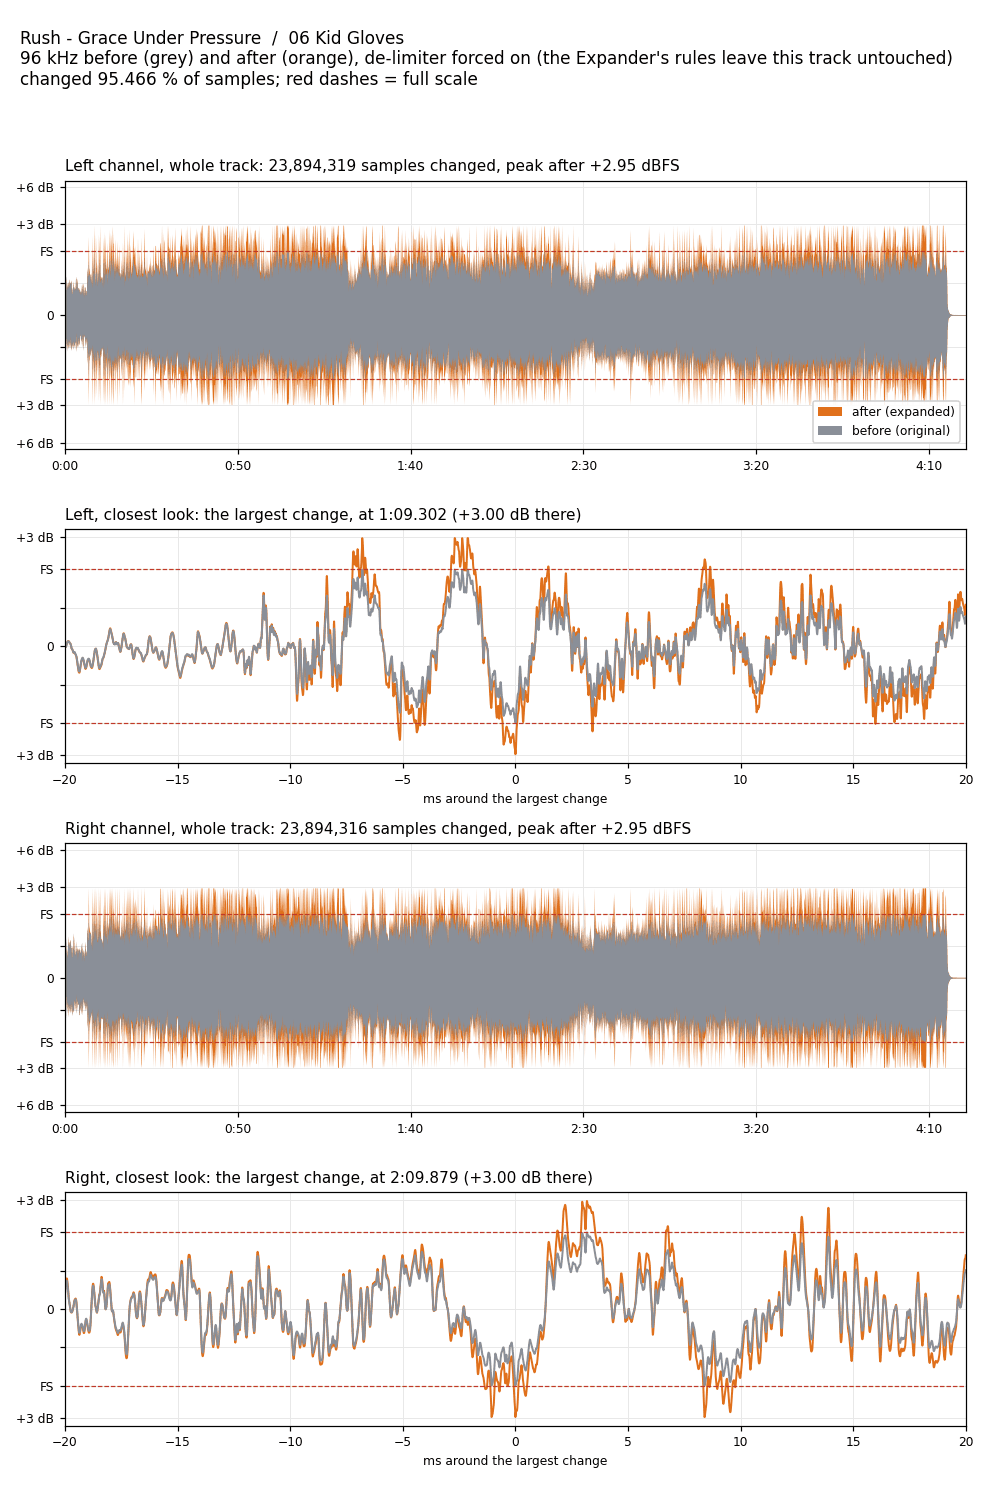 Rush - Grace Under Pressure  /  06 Kid Gloves
96 kHz before (grey) and after (orange), de-limiter forced on (the Expander's rules leave this track untouched)
changed 95.466 % of samples; red dashes = full scale
Left channel, whole track: 23,894,319 samples changed, peak after +2.95 dBFS
+6 dB
+3 dB
FS
0
FS
+3 dB
+6 dB
after (expanded)
before (original)
0:00 0:50 1:40 2:30 3:20 4:10
Left, closest look: the largest change, at 1:09.302 (+3.00 dB there)
+3 dB
FS
0
FS
+3 dB
−20 −15 −10 −5 0 5 10 15 20
ms around the largest change
Right channel, whole track: 23,894,316 samples changed, peak after +2.95 dBFS
+6 dB
+3 dB
FS
0
FS
+3 dB
+6 dB
0:00 0:50 1:40 2:30 3:20 4:10
Right, closest look: the largest change, at 2:09.879 (+3.00 dB there)
+3 dB
FS
0
FS
+3 dB
−20 −15 −10 −5 0 5 10 15 20
ms around the largest change